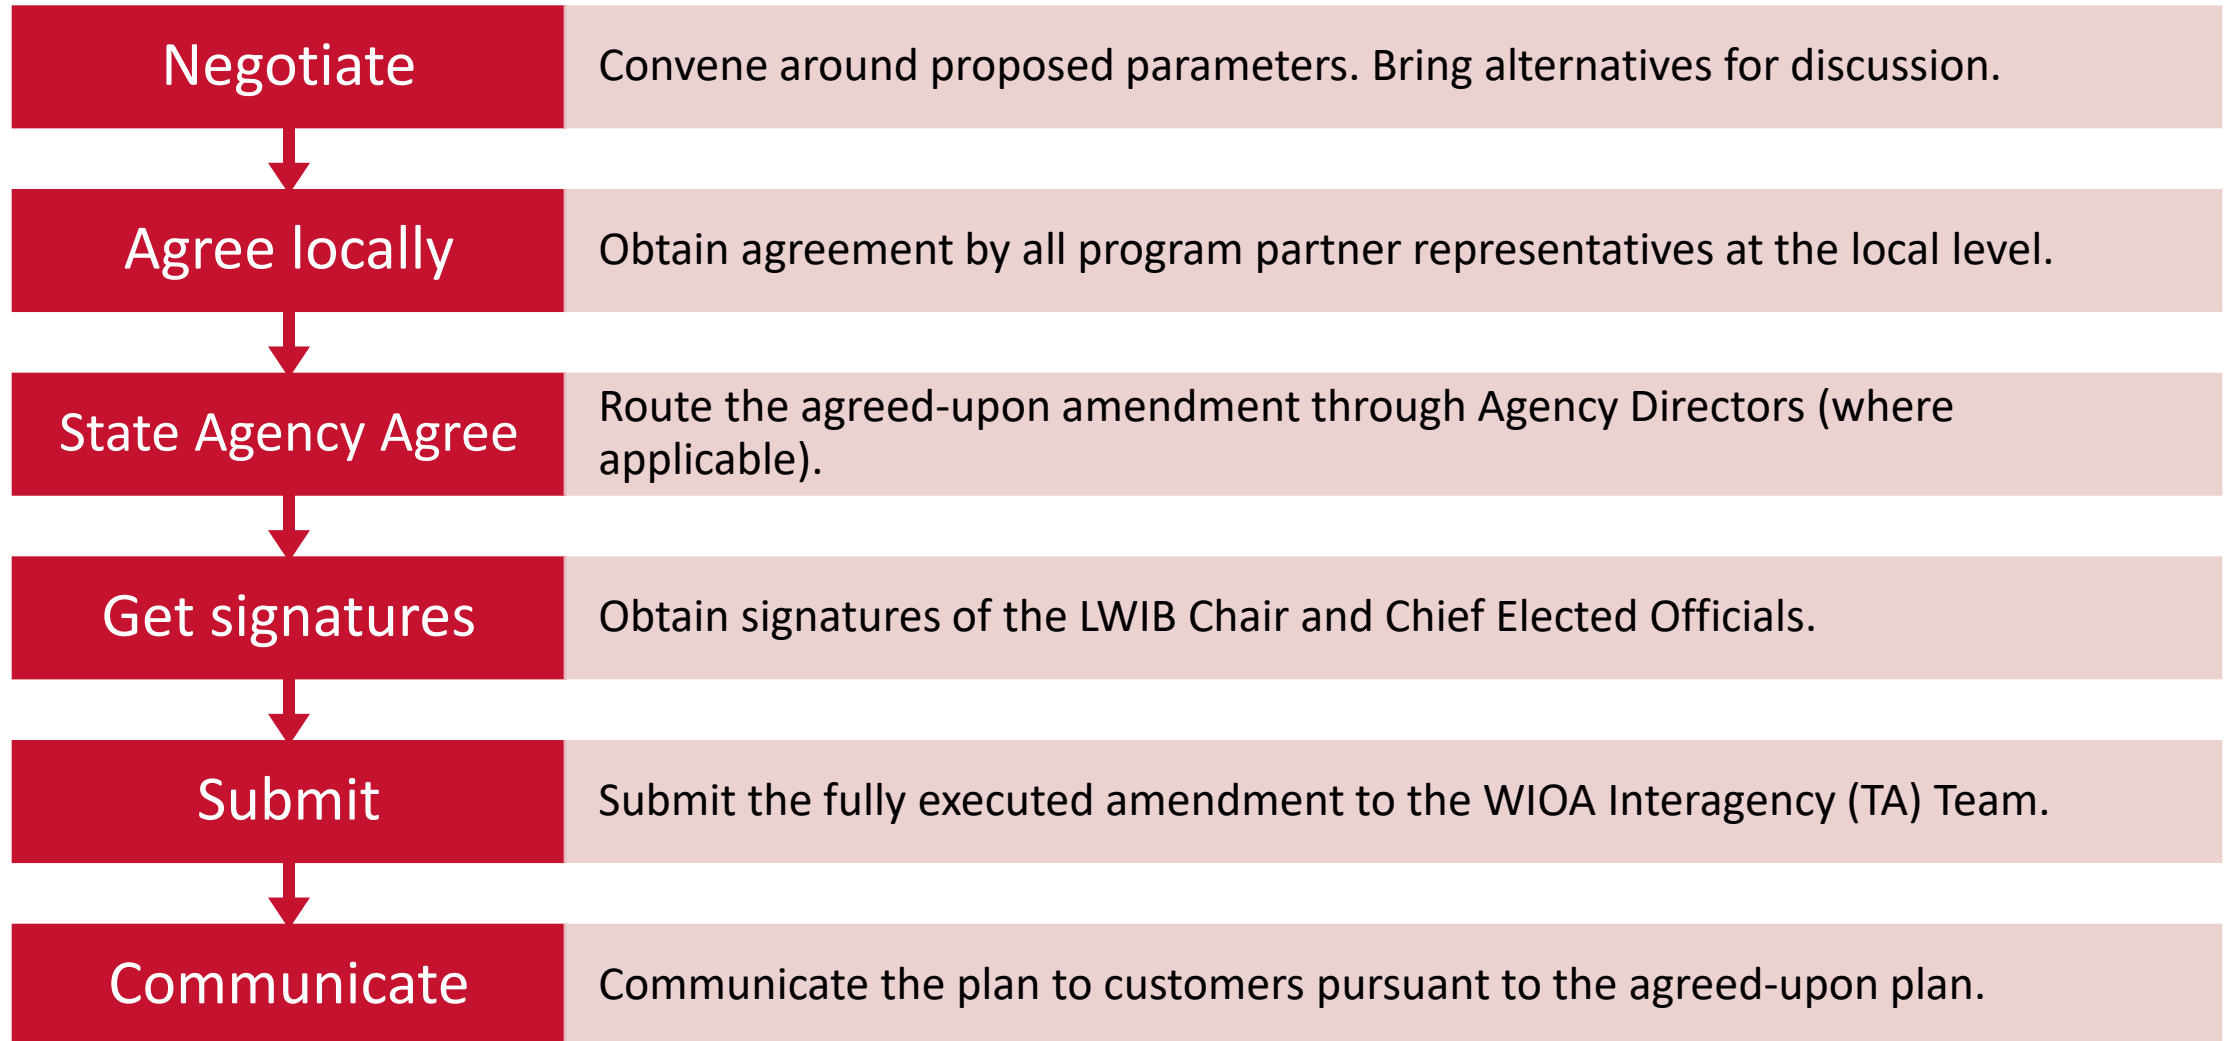 Negotiate
Convene around proposed parameters. Bring alternatives for discussion.
Agree locally
Obtain agreement by all program partner representatives at the local level.
State Agency Agree
Route the agreed-upon amendment through Agency Directors (where
applicable).
Get signatures
Obtain signatures of the LWIB Chair and Chief Elected Officials.
Submit
Submit the fully executed amendment to the WIOA Interagency (TA) Team.
Communicate
Communicate the plan to customers pursuant to the agreed-upon plan.